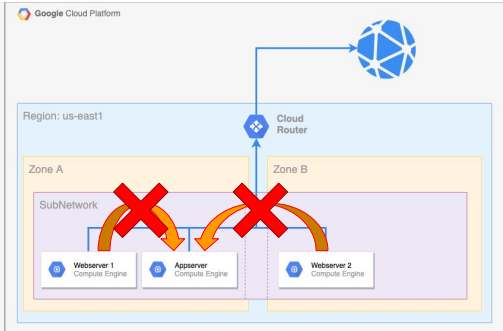 Google Cloud Platform
Region: us-east1
Cloud
Router
Zone A
Zone B
SubNetwork
Webserver 1
Compute Engine
Appserver
Compute Engine
Webserver 2
Compute Engine